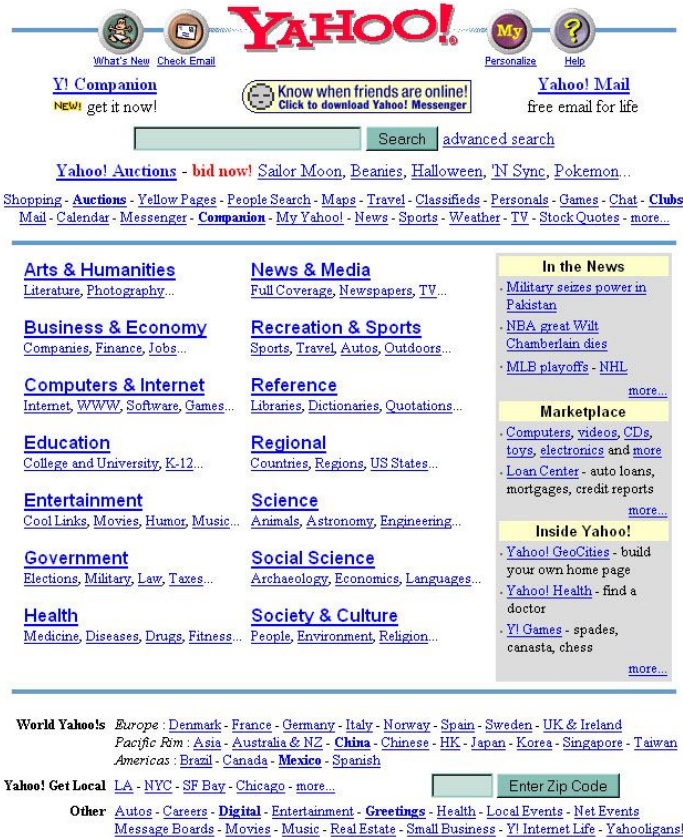 YAHOO!
My
?
What's New Check Email Personalize Help
Y! Companion
NEW! get it now!
Know when friends are online!
Click to download Yahoo! Messenger
Yahoo! Mail
free email for life
Search advanced search
Yahoo! Auctions - bid now! Sailor Moon, Beanies, Halloween, 'N Sync, Pokemon...
Shopping - Auctions - Yellow Pages - People Search - Maps - Travel - Classifieds - Personals - Games - Chat - Clubs
Mail - Calendar - Messenger - Companion - My Yahoo! - News - Sports - Weather - TV - Stock Quotes - more...
Arts & Humanities
Literature, Photography...
Business & Economy
Companies, Finance, Jobs...
Computers & Internet
Internet, WWW, Software, Games...
Education
College and University, K-12...
Entertainment
Cool Links, Movies, Humor, Music...
Government
Elections, Military, Law, Taxes...
Health
Medicine, Diseases, Drugs, Fitness...
News & Media
Full Coverage, Newspapers, TV...
Recreation & Sports
Sports, Travel, Autos, Outdoors...
Reference
Libraries, Dictionaries, Quotations...
Regional
Countries, Regions, US States...
Science
Animals, Astronomy, Engineering...
Social Science
Archaeology, Economics, Languages...
Society & Culture
People, Environment, Religion...
In the News
· Military seizes power in
Pakistan
· NBA great Wilt
Chamberlain dies
· MLB playoffs - NHL
more...
Marketplace
· Computers, videos, CDs,
toys, electronics and more
· Loan Center - auto loans,
mortgages, credit reports
more...
Inside Yahoo!
· Yahoo! GeoCities - build
your own home page
· Yahoo! Health - find a
doctor
· Y! Games - spades,
canasta, chess
more...
World Yahoo!s Europe : Denmark - France - Germany - Italy - Norway - Spain - Sweden - UK & Ireland
Pacific Rim : Asia - Australia & NZ - China - Chinese - HK - Japan - Korea - Singapore - Taiwan
Americas : Brazil - Canada - Mexico - Spanish
Yahoo! Get Local LA - NYC - SF Bay - Chicago - more... Enter Zip Code
Other Autos - Careers - Digital - Entertainment - Greetings - Health - Local Events - Net Events
Message Boards - Movies - Music - Real Estate - Small Business - Y! Internet Life - Yahooligans!